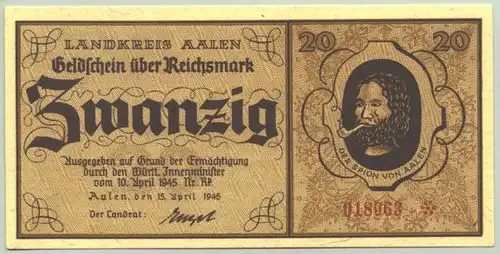 LANDKREIS AALEN
Geldschein über Reichsmark
Zwanzig
Ausgegeben auf Grund der Ermächtigung
durch den Württ. Innenminister
vom 10. April 1945 Nr. RK.
Aalen, den 15. April 1945
Der Landrat:
20 20
DER SPION VON AALEN
018963